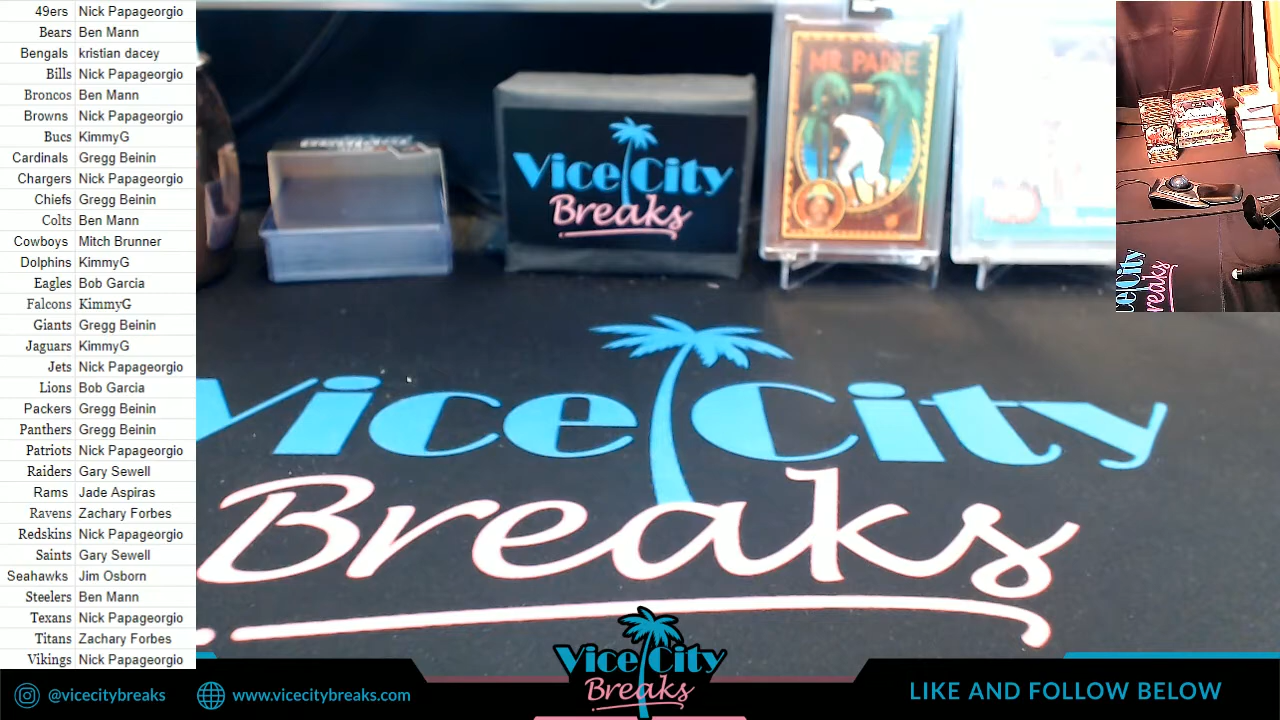 49ers Nick Papageorgio
Bears Ben Mann
Bengals kristian dacey
Bills Nick Papageorgio
Broncos Ben Mann
Browns Nick Papageorgio
Bucs KimmyG
Cardinals Gregg Beinin
Chargers Nick Papageorgio
Chiefs Gregg Beinin
Colts Ben Mann
Cowboys Mitch Brunner
Dolphins KimmyG
Eagles Bob Garcia
Falcons KimmyG
Giants Gregg Beinin
Jaguars KimmyG
Jets Nick Papageorgio
Lions Bob Garcia
Packers Gregg Beinin
Panthers Gregg Beinin
Patriots Nick Papageorgio
Raiders Gary Sewell
Rams Jade Aspiras
Ravens Zachary Forbes
Redskins Nick Papageorgio
Saints Gary Sewell
Seahawks Jim Osborn
Steelers Ben Mann
Texans Nick Papageorgio
Titans Zachary Forbes
Vikings Nick Papageorgio
Vice City
Breaks
MR. PADRE
Vice City
Breaks
ce City
reaks
Vice City
Breaks
@vicecitybreaks
www.vicecitybreaks.com
LIKE AND FOLLOW BELOW